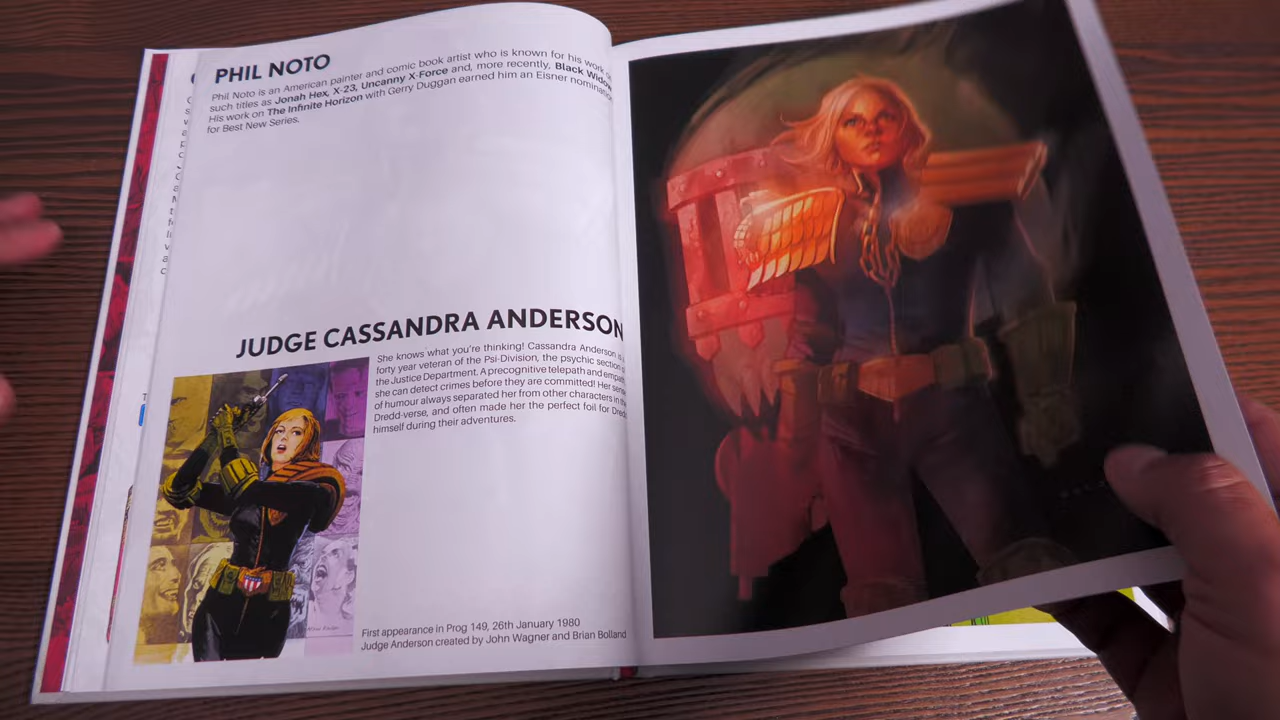 PHIL NOTO
Phil Noto is an American painter and comic book artist who is known for his work on
such titles as Jonah Hex, X-23, Uncanny X-Force and, more recently, Black Widow
His work on The Infinite Horizon with Gerry Duggan earned him an Eisner nomination
for Best New Series.
JUDGE CASSANDRA ANDERSON
She knows what you're thinking! Cassandra Anderson is a
forty year veteran of the Psi-Division, the psychic section of
the Justice Department. A precognitive telepath and empath,
she can detect crimes before they are committed! Her sense
of humour always separated her from other characters in the
Dredd-verse, and often made her the perfect foil for Dredd
himself during their adventures.
First appearance in Prog 149, 26th January 1980
Judge Anderson created by John Wagner and Brian Bolland